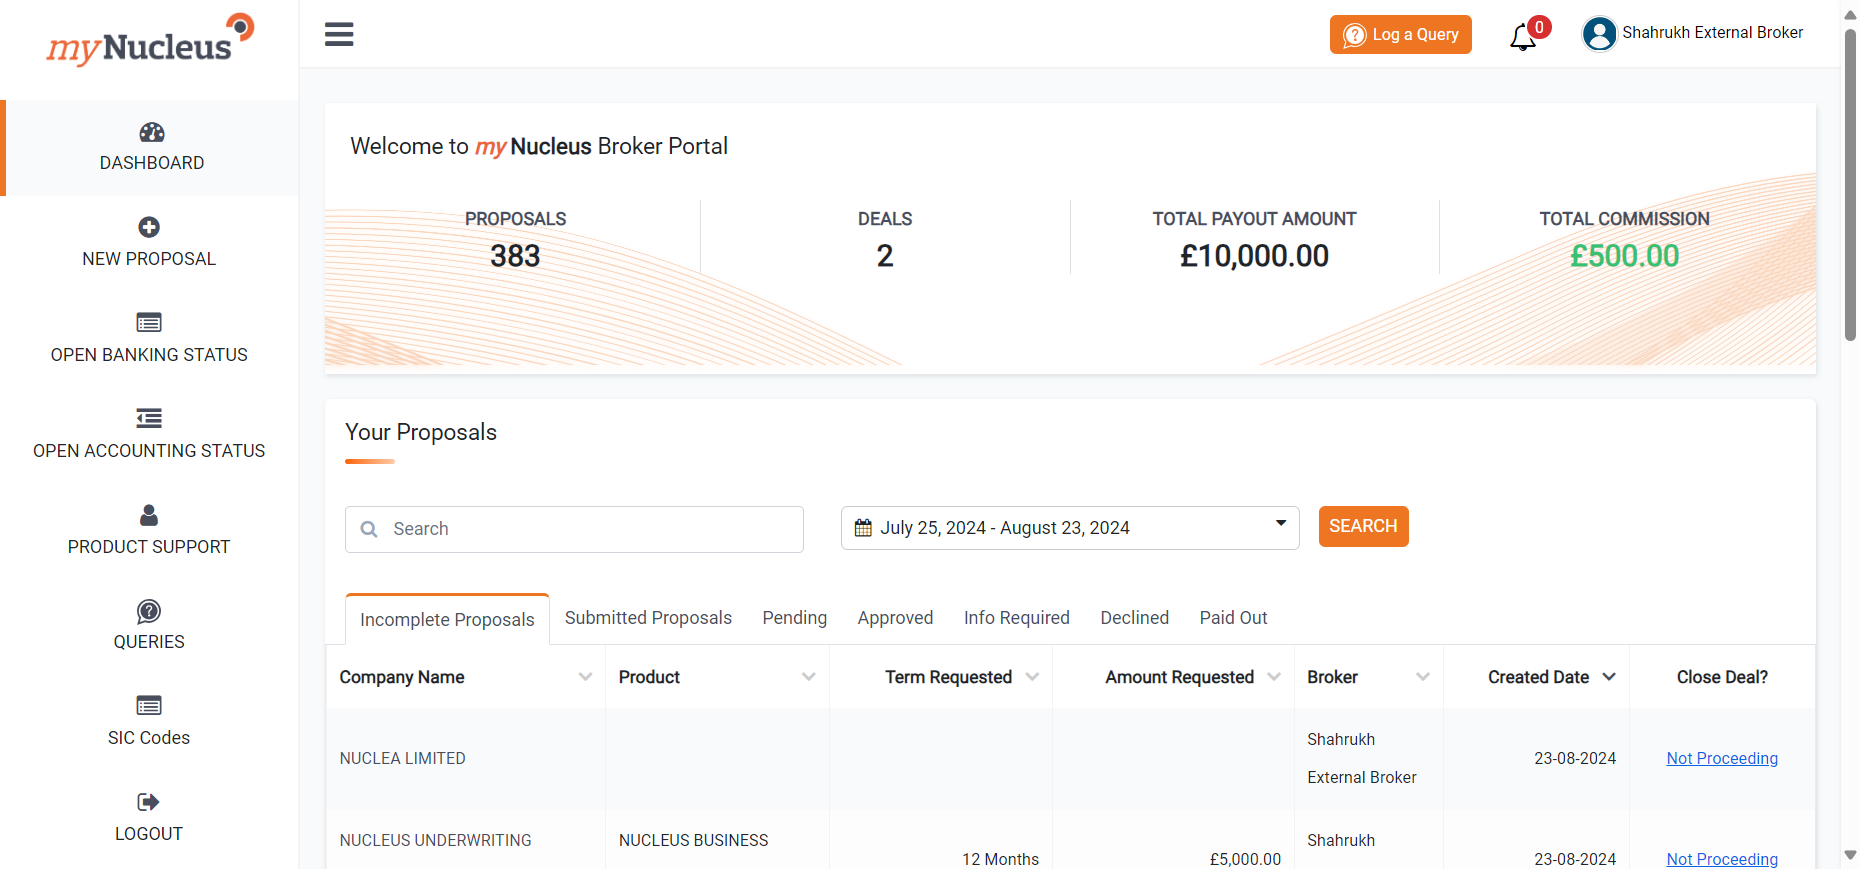 myNucleus
Log a Query
0
Shahrukh External Broker
DASHBOARD
NEW PROPOSAL
OPEN BANKING STATUS
OPEN ACCOUNTING STATUS
PRODUCT SUPPORT
QUERIES
SIC Codes
LOGOUT
Welcome to my Nucleus Broker Portal
PROPOSALS
383
DEALS
2
TOTAL PAYOUT AMOUNT
£10,000.00
TOTAL COMMISSION
£500.00
Your Proposals
Search
July 25, 2024 - August 23, 2024
SEARCH
Incomplete Proposals Submitted Proposals Pending Approved Info Required Declined Paid Out
Company Name Product Term Requested Amount Requested Broker Created Date Close Deal?
NUCLEA LIMITED
Shahrukh
External Broker
23-08-2024
Not Proceeding
NUCLEUS UNDERWRITING
NUCLEUS BUSINESS
12 Months
£5,000.00
Shahrukh
23-08-2024
Not Proceeding